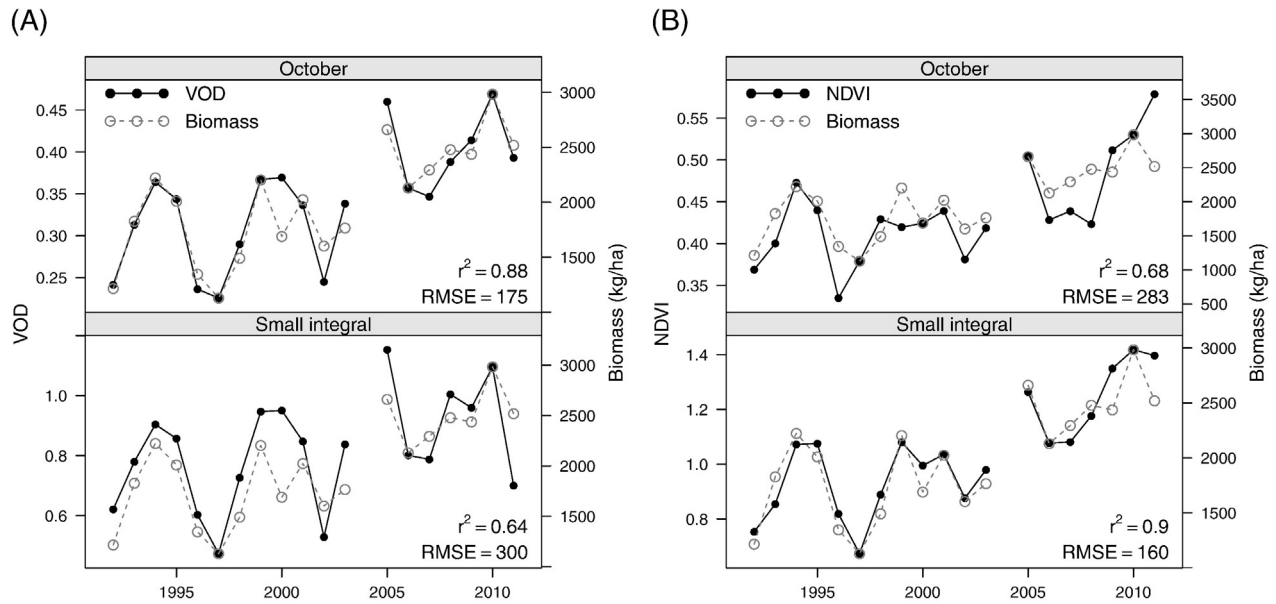 (A)
October
VOD
Biomass
0.45
0.40
0.35
0.30
0.25
3000
2500
2000
1500
r² = 0.88
RMSE = 175
Small integral
1.0
0.8
0.6
3000
2500
2000
1500
r² = 0.64
RMSE = 300
1995
2000
2005
2010
VOD
Biomass (kg/ha)
(B)
October
NDVI
Biomass
0.55
0.50
0.45
0.40
0.35
3500
3000
2500
2000
1500
1000
500
r² = 0.68
RMSE = 283
Small integral
1.4
1.2
1.0
0.8
3000
2500
2000
1500
r² = 0.9
RMSE = 160
1995
2000
2005
2010
NDVI
Biomass (kg/ha)